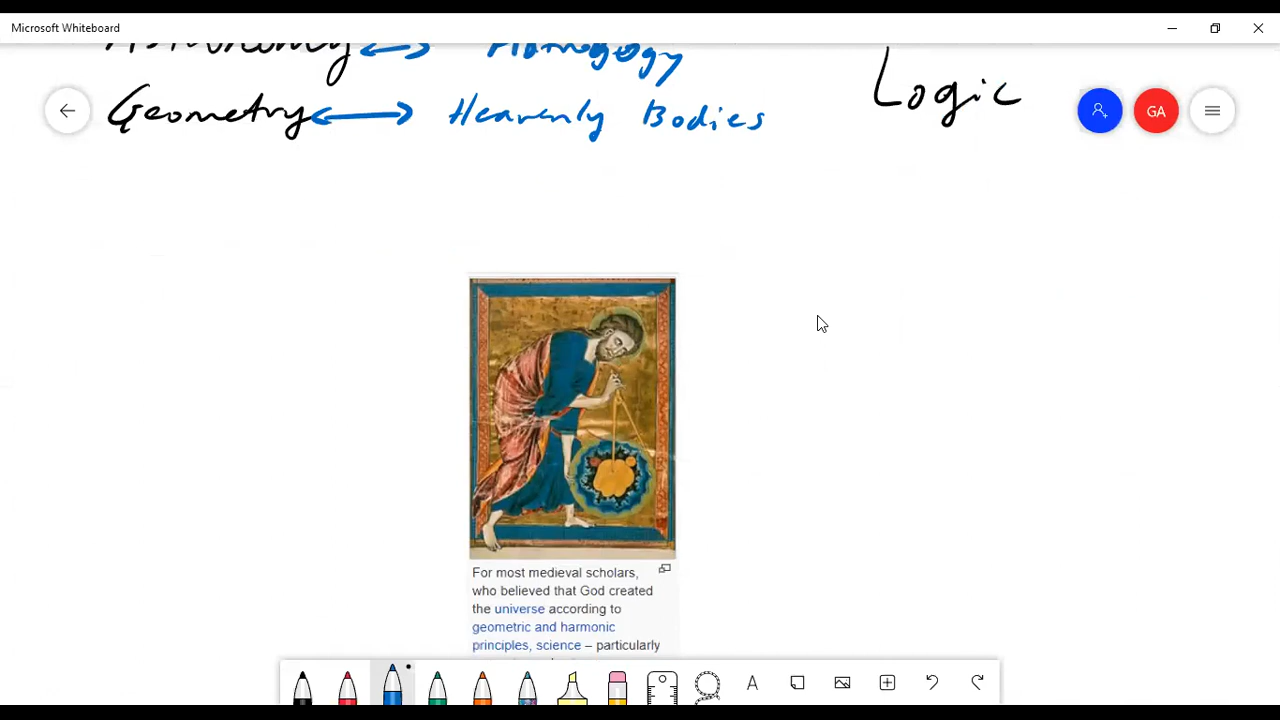 Microsoft Whiteboard
Astrology
Geometry Heavenly Bodies
Logic
GA
For most medieval scholars,
who believed that God created
the universe according to
geometric and harmonic
principles, science – particularly
A